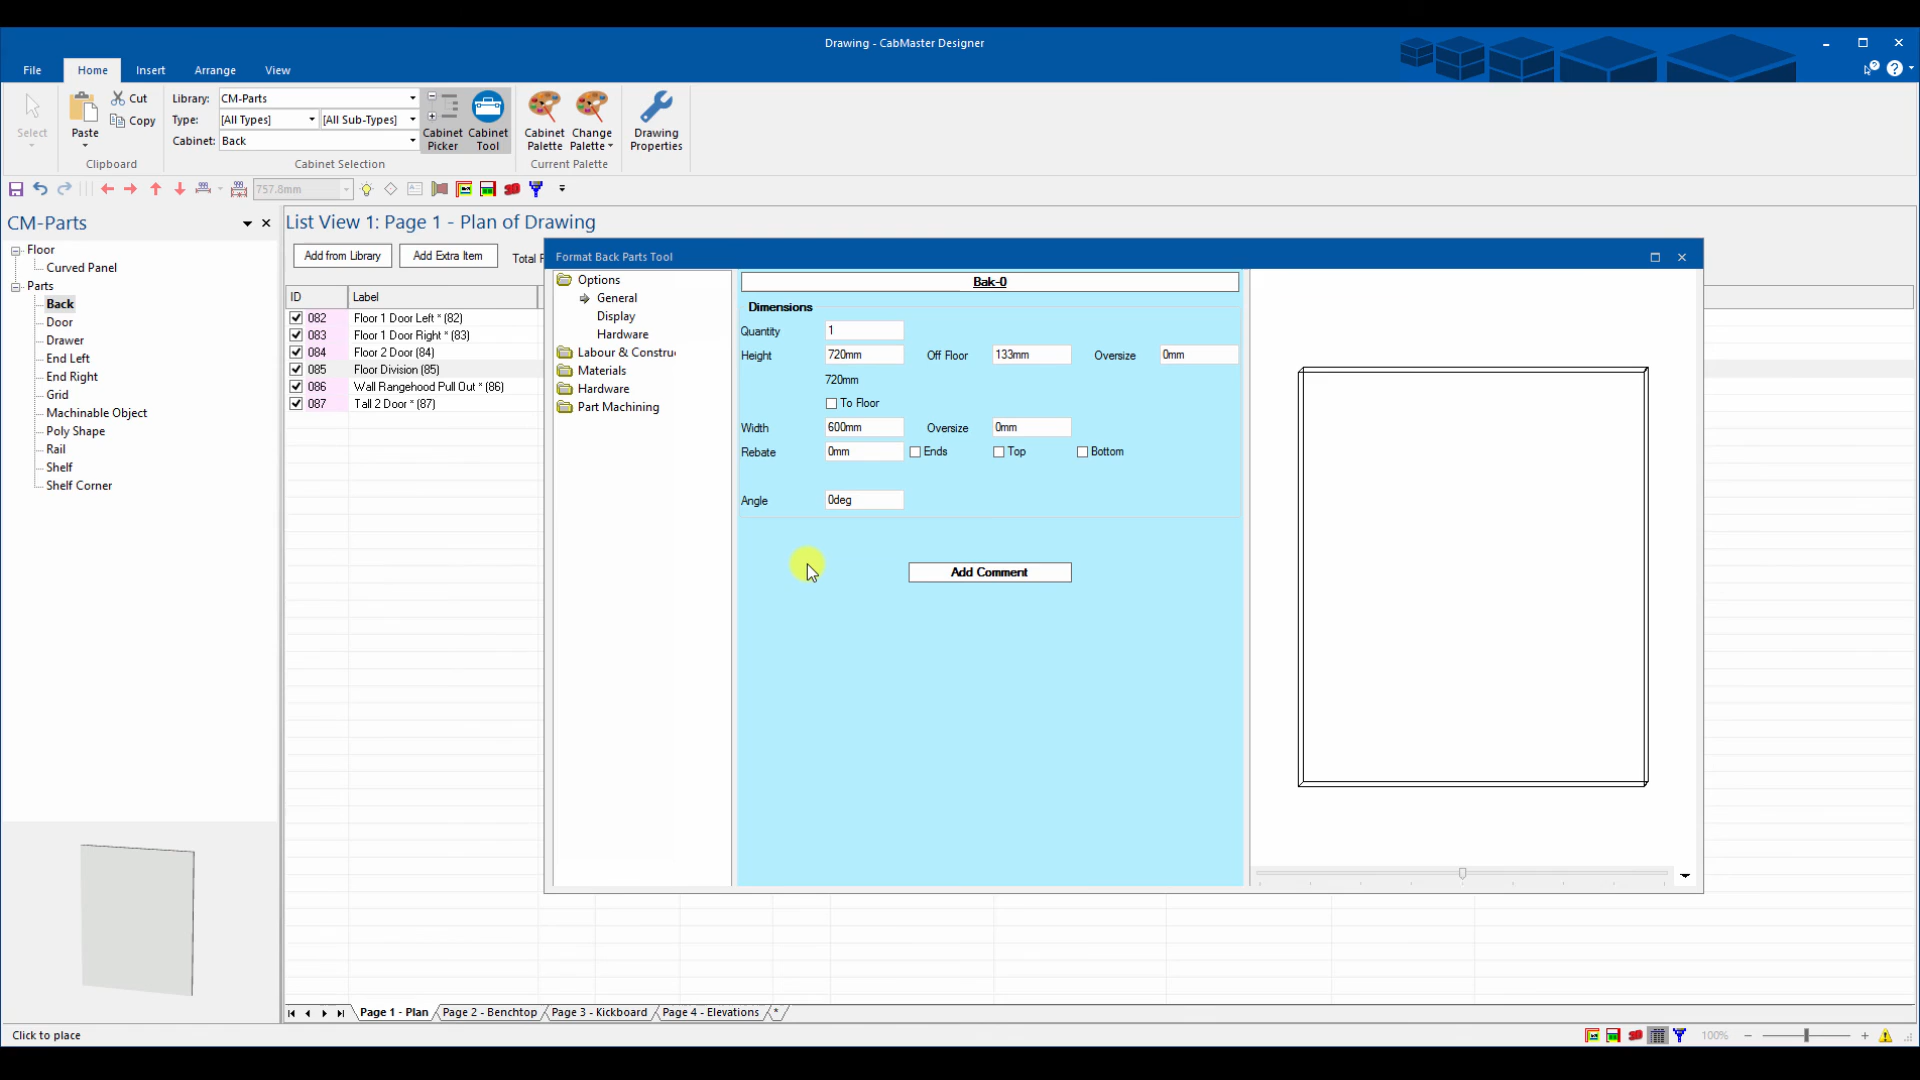 Drawing - CabMaster Designer
File Home Insert Arrange View
Select
Paste
Cut
Copy
Clipboard
Library: CM-Parts
Type: [All Types] [All Sub-Types]
Cabinet: Back
Cabinet Selection
Cabinet Picker
Cabinet Tool
Cabinet Palette
Change Palette
Current Palette
Drawing Properties
757.8mm
3D
CM-Parts
Floor
Curved Panel
Parts
Back
Door
Drawer
End Left
End Right
Grid
Machinable Object
Poly Shape
Rail
Shelf
Shelf Corner
List View 1: Page 1 - Plan of Drawing
Add from Library Add Extra Item Total
ID Label
082 Floor 1 Door Left * (82)
083 Floor 1 Door Right * (83)
084 Floor 2 Door (84)
085 Floor Division (85)
086 Wall Rangehood Pull Out * (86)
087 Tall 2 Door * (87)
Format Back Parts Tool
Options
General
Display
Hardware
Labour & Constru
Materials
Hardware
Part Machining
Bak-0
Dimensions
Quantity 1
Height 720mm Off Floor 133mm Oversize 0mm
720mm
To Floor
Width 600mm Oversize 0mm
Rebate 0mm Ends Top Bottom
Angle 0deg
Add Comment
Page 1 - Plan Page 2 - Benchtop Page 3 - Kickboard Page 4 - Elevations *
Click to place
3D
100%